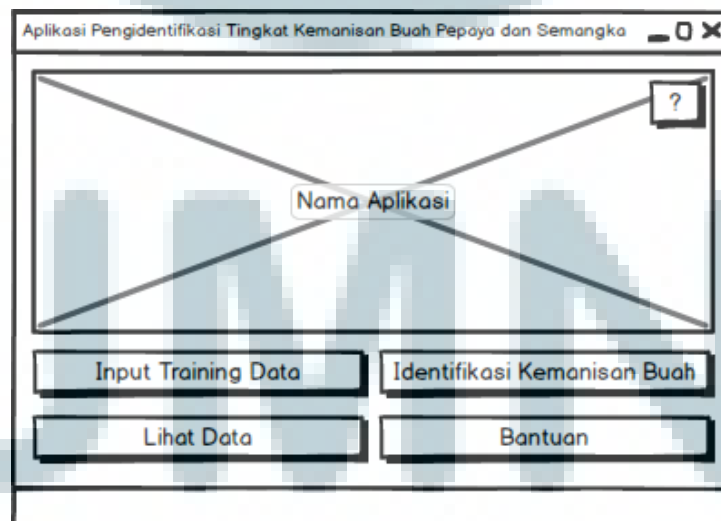 Aplikasi Pengidentifikasi Tingkat Kemanisan Buah Pepaya dan Semangka
?
Nama Aplikasi
Input Training Data
Identifikasi Kemanisan Buah
Lihat Data
Bantuan